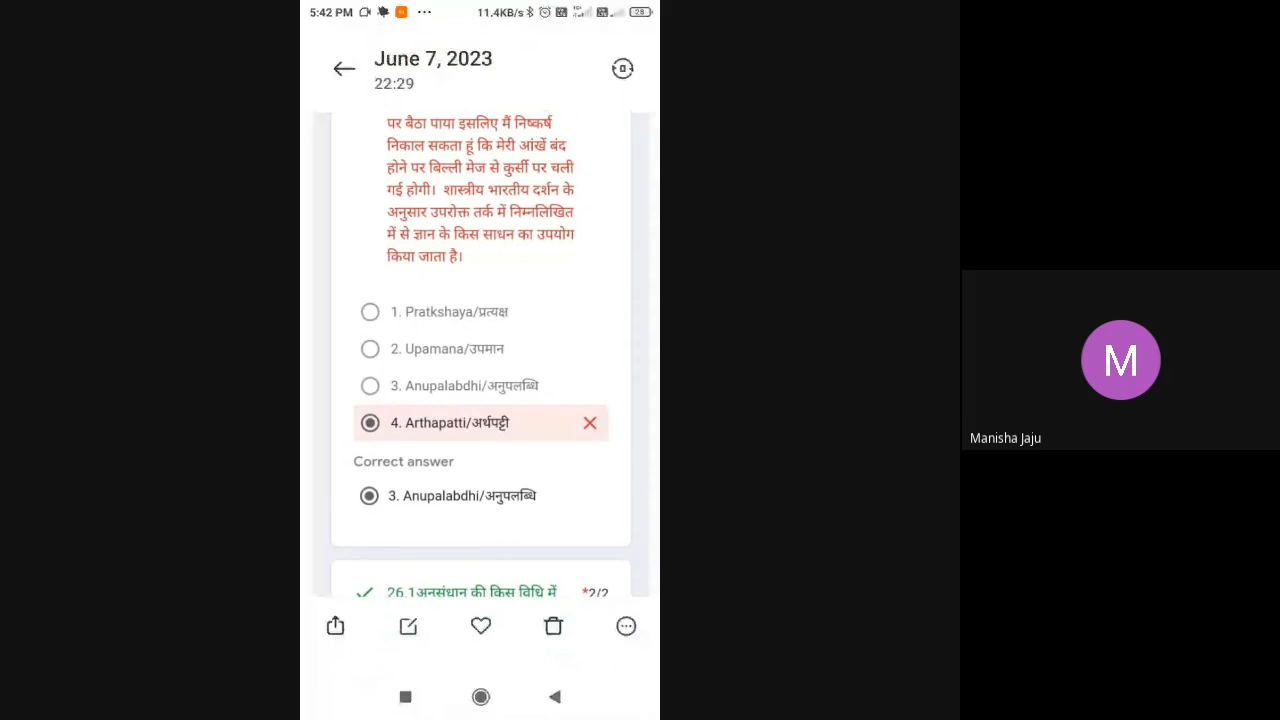 5:42 PM
11.4KB/s
28
June 7, 2023
22:29
पर बैठा पाया इसलिए मैं निष्कर्ष
निकाल सकता हूं कि मेरी आंखें बंद
होने पर बिल्ली मेज से कुर्सी पर चली
गई होगी। शास्त्रीय भारतीय दर्शन के
अनुसार उपरोक्त तर्क में निम्नलिखित
में से ज्ञान के किस साधन का उपयोग
किया जाता है।
1. Pratkshaya/प्रत्यक्ष
2. Upamana/उपमान
3. Anupalabdhi/अनुपलब्धि
4. Arthapatti/अर्थपट्टी
Correct answer
3. Anupalabdhi/अनुपलब्धि
26.1अनुसंधान की किस विधि में *2/2
M
Manisha Jaju